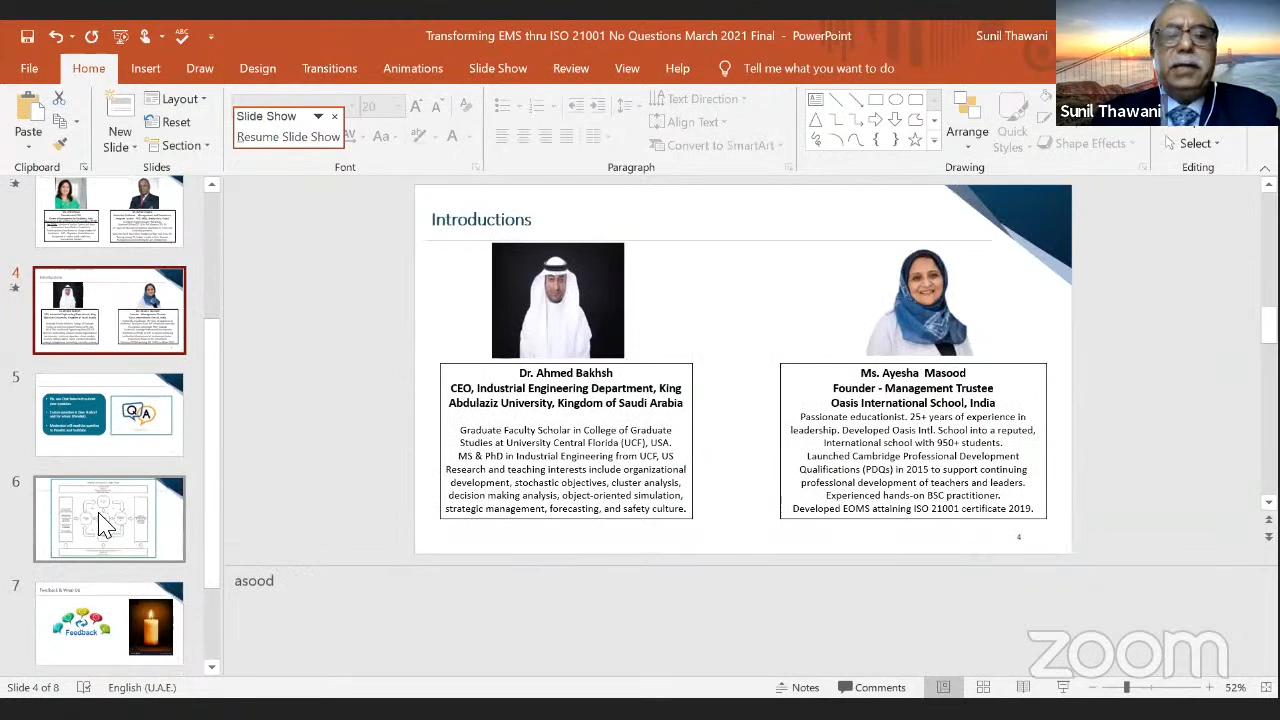 Transforming EMS thru ISO 21001 No Questions March 2021 Final - PowerPoint
Sunil Thawani
File Home Insert Draw Design Transitions Animations Slide Show Review View Help Tell me what you want to do
Sunil Thawani
Paste
Clipboard
New
Slide
Layout
Reset
Section
Slides
20
Slide Show
Resume Slide Show
Aa
A
Font
Text Direction
Align Text
Convert to SmartArt
Paragraph
Arrange
Quick
Styles
Shape Effects
Drawing
Select
Editing
4
5
Q A
6
7
Feedback & Wrap Up
Feedback
Introductions
Dr. Ahmed Bakhsh
CEO, Industrial Engineering Department, King
Abdulaziz University, Kingdom of Saudi Arabia
Graduate Faculty Scholar in College of Graduate
Studies at University Central Florida (UCF), USA.
MS & PhD in Industrial Engineering from UCF, US
Research and teaching interests include organizational
development, stochastic objectives, cluster analysis,
decision making analysis, object-oriented simulation,
strategic management, forecasting, and safety culture.
Ms. Ayesha Masood
Founder - Management Trustee
Oasis International School, India
Passionate educationist. 25+ years of experience in
leadership. Developed Oasis Intl. School into a reputed,
International school with 950+ students.
Launched Cambridge Professional Development
Qualifications (PDQs) in 2015 to support continuing
professional development of teachers and leaders.
Experienced hands-on BSC practitioner.
Developed EOMS attaining ISO 21001 certificate 2019.
4
asood
zoom
Slide 4 of 8 English (U.A.E.) Notes Comments 52%